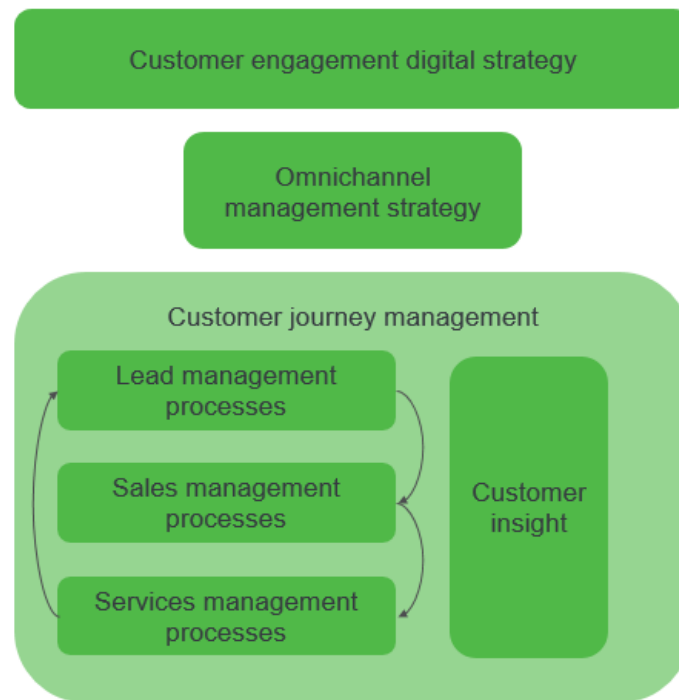 Customer engagement digital strategy
Omnichannel
management strategy
Customer journey management
Lead management
processes
Sales management
processes
Services management
processes
Customer
insight